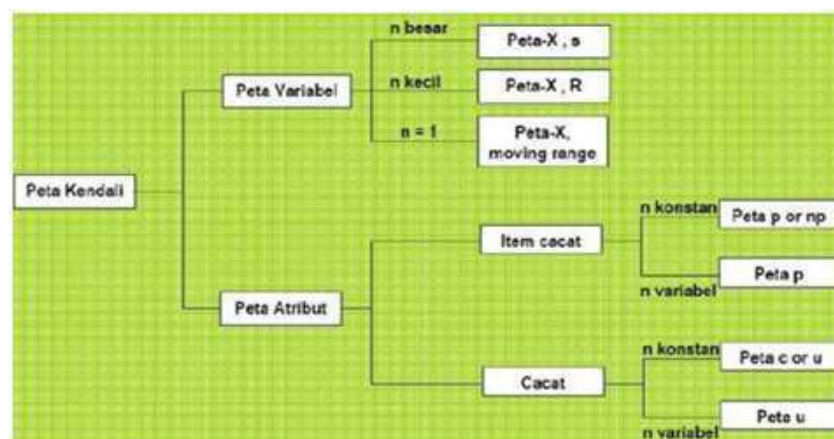 n besar
Peta-X , s
Peta Variabel
n kecil
Peta-X , R
n = 1
Peta-X,
moving range
Peta Kendali
n konstan
Peta p or np
Item cacat
Peta p
n variabel
Peta Atribut
n konstan
Peta c or u
Cacat
Peta u
n variabel